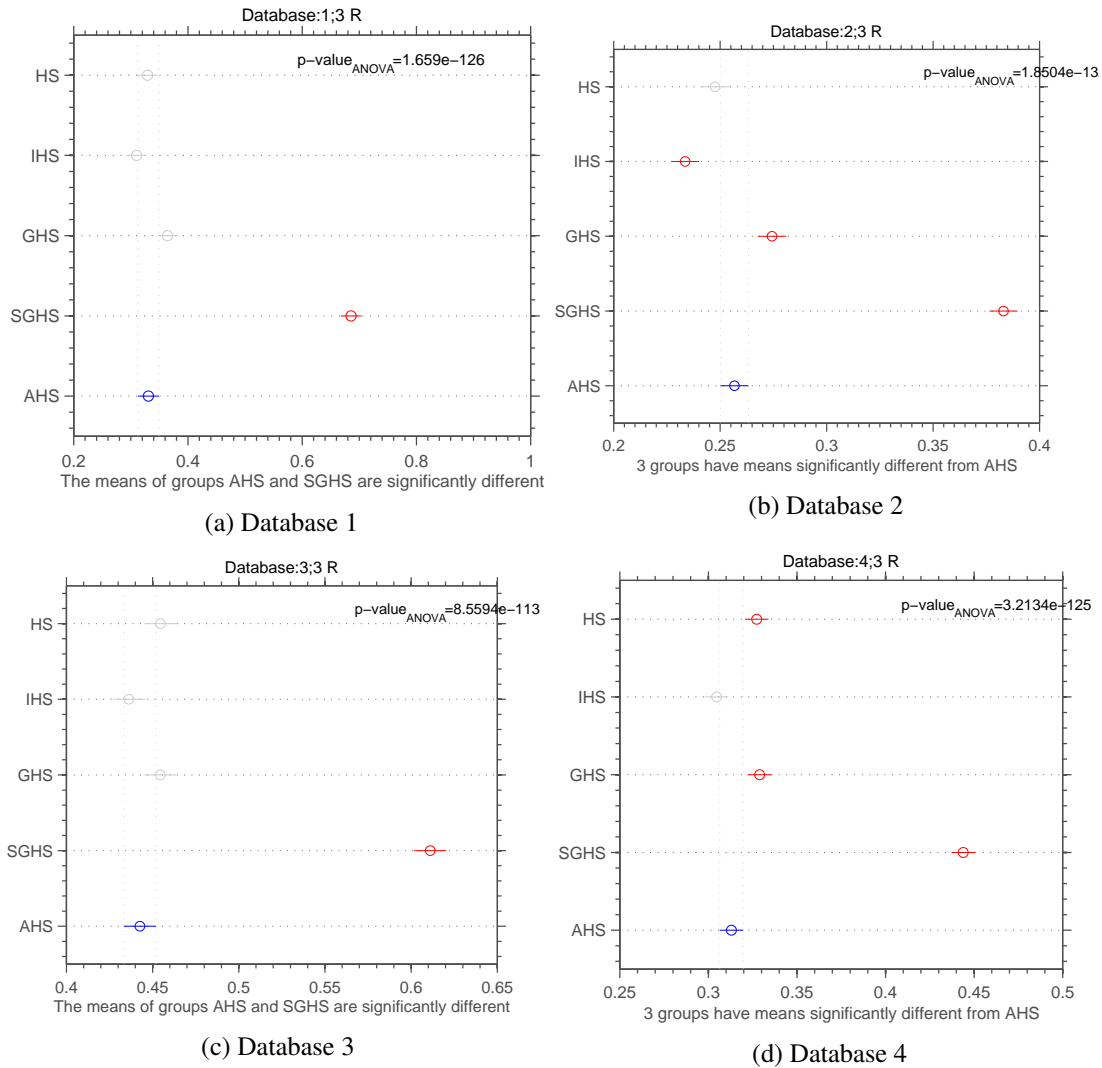 Database:1;3 R
p−value_ANOVA=1.659e−126
HS
IHS
GHS
SGHS
AHS
0.2 0.4 0.6 0.8 1
The means of groups AHS and SGHS are significantly different
(a) Database 1
Database:2;3 R
p−value_ANOVA=1.8504e−13
HS
IHS
GHS
SGHS
AHS
0.2 0.25 0.3 0.35 0.4
3 groups have means significantly different from AHS
(b) Database 2
Database:3;3 R
p−value_ANOVA=8.5594e−113
HS
IHS
GHS
SGHS
AHS
0.4 0.45 0.5 0.55 0.6 0.65
The means of groups AHS and SGHS are significantly different
(c) Database 3
Database:4;3 R
p−value_ANOVA=3.2134e−125
HS
IHS
GHS
SGHS
AHS
0.25 0.3 0.35 0.4 0.45 0.5
3 groups have means significantly different from AHS
(d) Database 4